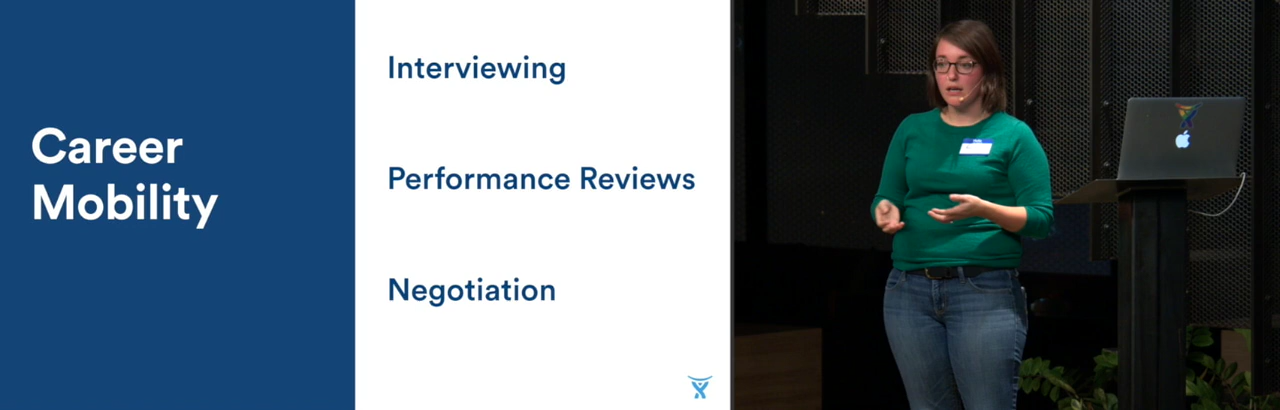 Career
Mobility
Interviewing
Performance Reviews
Negotiation